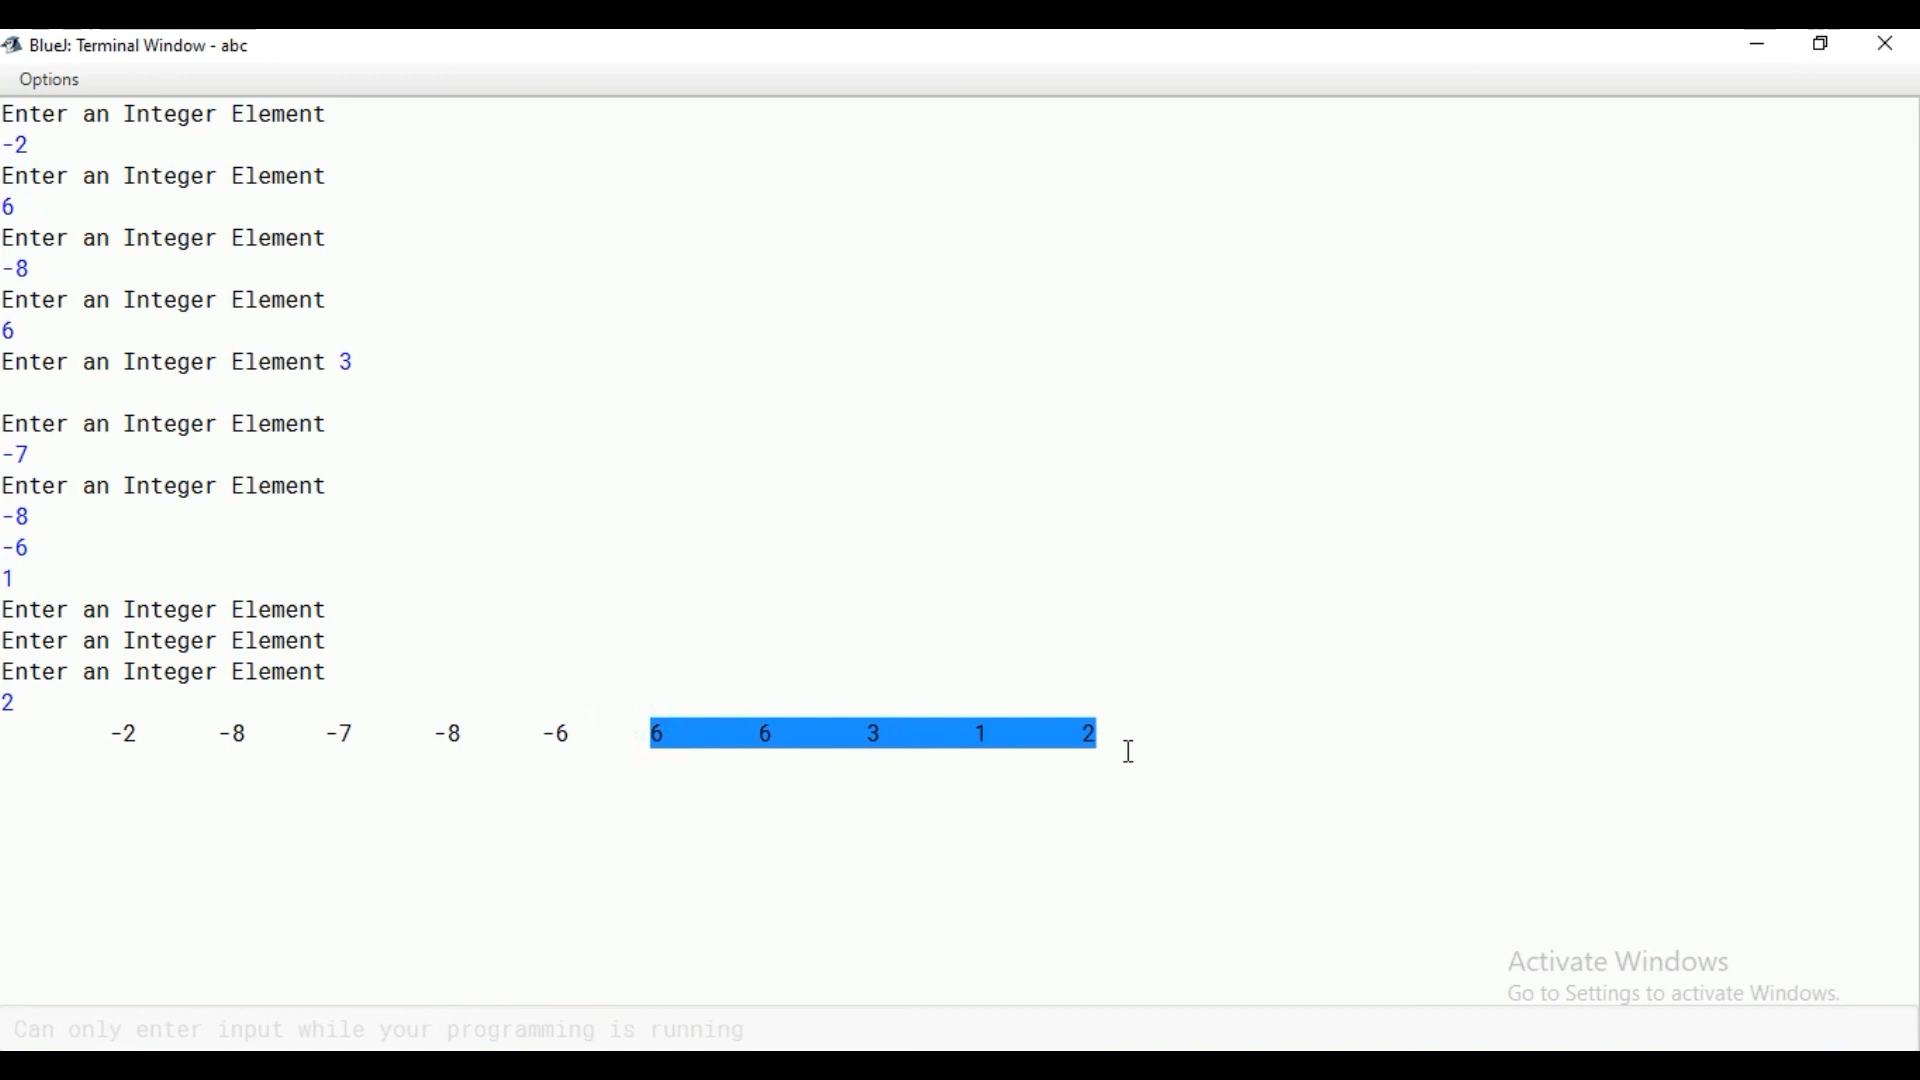 BlueJ: Terminal Window - abc
Options
Enter an Integer Element
-2
Enter an Integer Element
6
Enter an Integer Element
-8
Enter an Integer Element
6
Enter an Integer Element 3
Enter an Integer Element
-7
Enter an Integer Element
-8
-6
1
Enter an Integer Element
Enter an Integer Element
Enter an Integer Element
2
-2 -8 -7 -8 -6 6 6 3 1 2
Activate Windows
Go to Settings to activate Windows.
Can only enter input while your programming is running